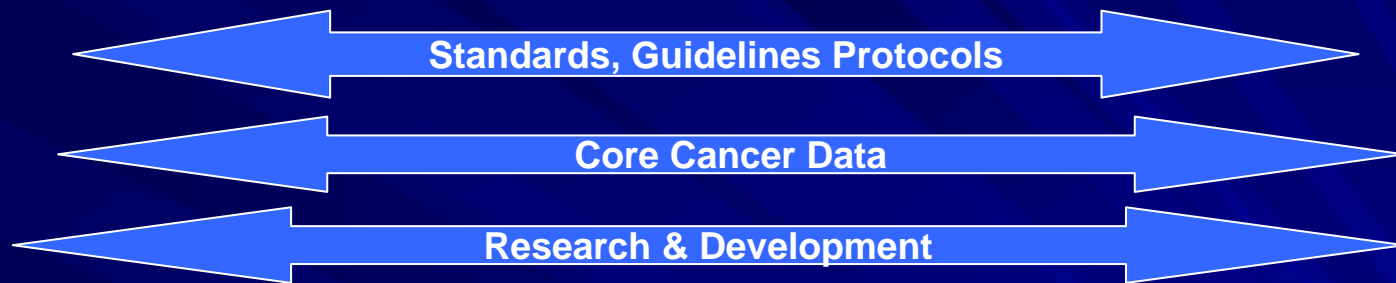 Standards, Guidelines Protocols
Core Cancer Data
Research & Development